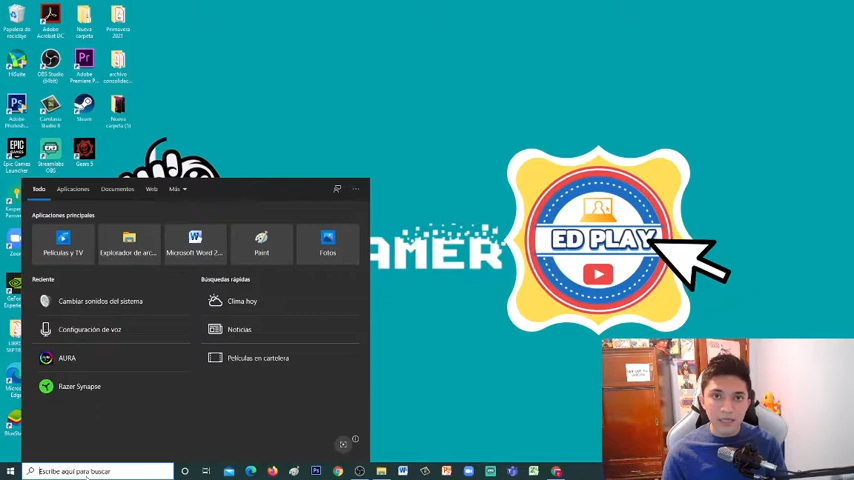 Papelera de
reciclaje
Adobe
Acrobat DC
Nueva
carpeta
Primavera
2021
HiSuite
OBS Studio
(64bit)
Adobe
Premiere P...
archivo
consolidac...
Adobe
Photosh...
Camtasia
Studio 8
Steam
Nueva
carpeta (5)
EPIC
GAMES
Epic Games
Launcher
Streamlabs
OBS
Gears 5
Todo
Aplicaciones
Documentos
Web
Más
Aplicaciones principales
Películas y TV
Explorador de arc...
Microsoft Word 2...
Paint
Fotos
Reciente
Búsquedas rápidas
Cambiar sonidos del sistema
Clima hoy
Configuración de voz
Noticias
AURA
Películas en cartelera
Razer Synapse
AMER
ED PLAY
Escribe aquí para buscar